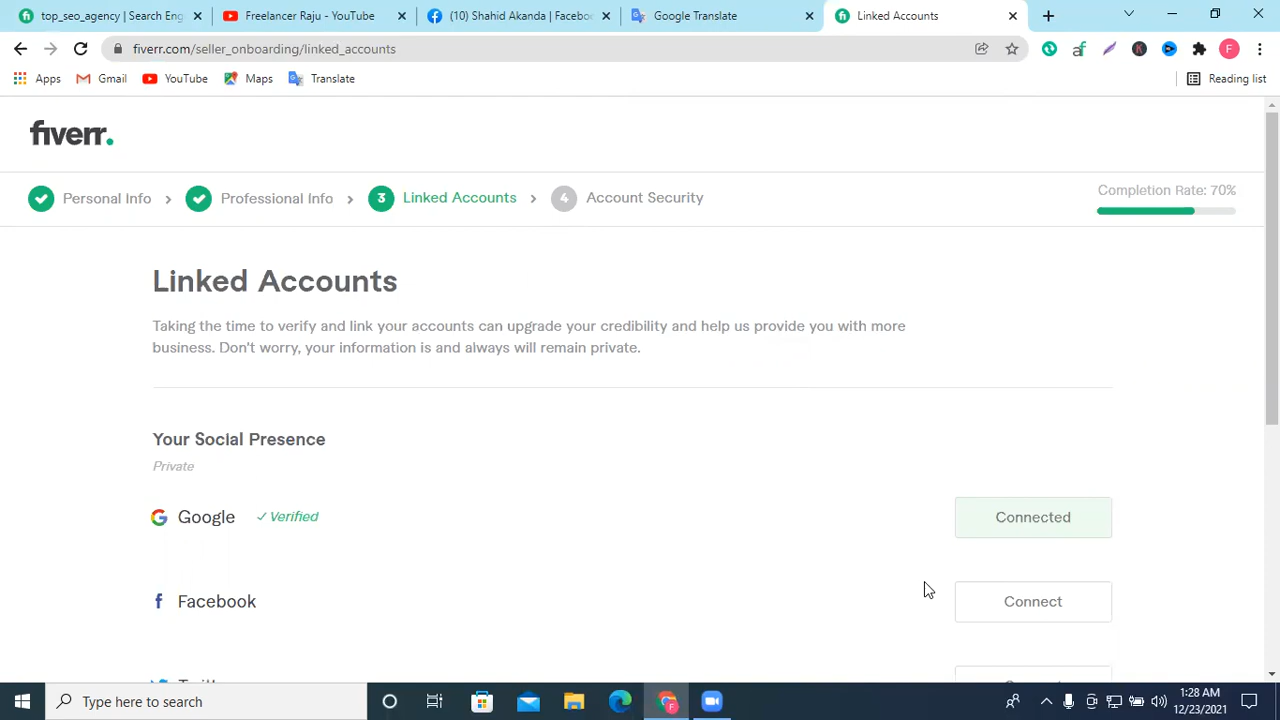 top_seo_agency | Search Eng
Freelancer Raju - YouTube
(10) Shahid Akanda | Faceboo
Google Translate
Linked Accounts
fiverr.com/seller_onboarding/linked_accounts
F
Apps
Gmail
YouTube
Maps
Translate
Reading list
fiverr.
Personal Info
Professional Info
3 Linked Accounts
4 Account Security
Completion Rate: 70%
Linked Accounts
Taking the time to verify and link your accounts can upgrade your credibility and help us provide you with more
business. Don't worry, your information is and always will remain private.
Your Social Presence
Private
Google
Verified
Connected
Facebook
Connect
Type here to search
1:28 AM
12/23/2021